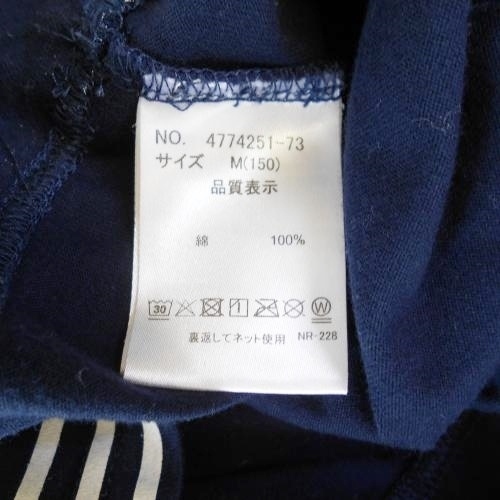 NO. 4774251-73
サイズ M(150)
品質表示
綿 100%
30 W
裏返してネット使用 NR-228